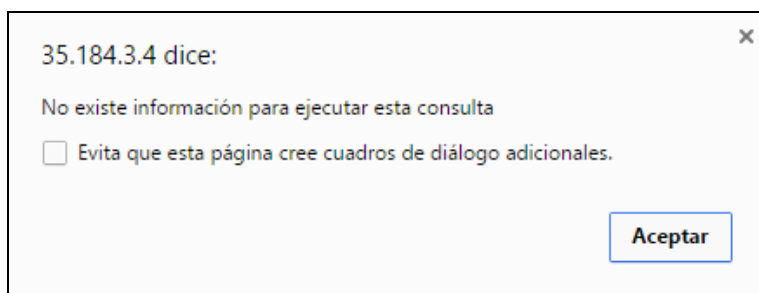 35.184.3.4 dice:
No existe información para ejecutar esta consulta
Evita que esta página cree cuadros de diálogo adicionales.
Aceptar